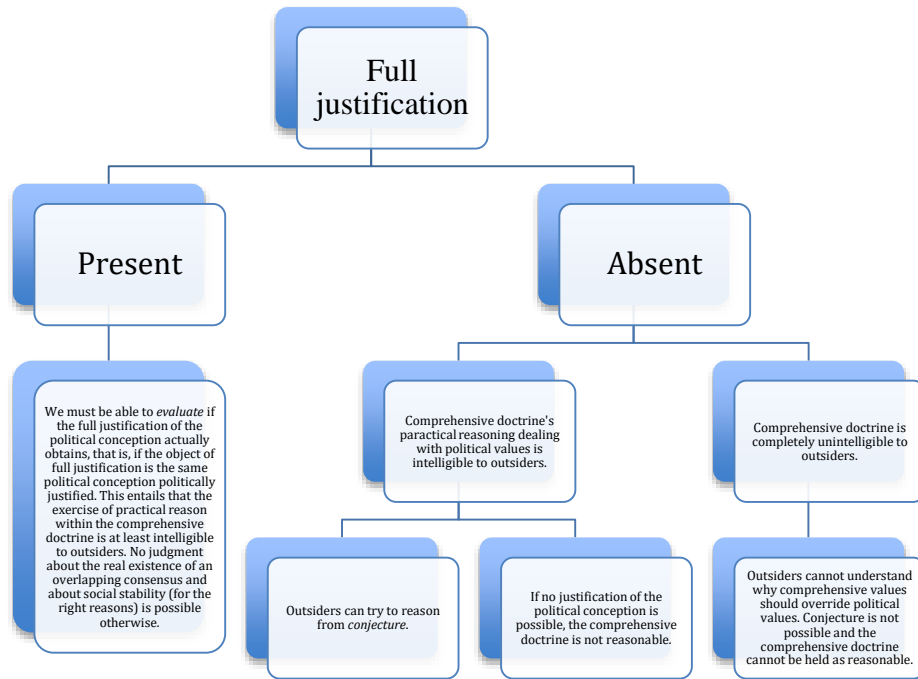 Full
justification
Present
Absent
We must be able to evaluate if
the full justification of the
political conception actually
obtains, that is, if the object of
full justification is the same
political conception politically
justified. This entails that the
exercise of practical reason
within the comprehensive
doctrine is at least intelligible
to outsiders. No judgment
about the real existence of an
overlapping consensus and
about social stability (for the
right reasons) is possible
otherwise.
Comprehensive doctrine's
paractical reasoning dealing
with political values is
intelligible to outsiders.
Comprehensive doctrine is
completely unintelligible to
outsiders.
Outsiders can try to reason
from conjecture.
If no justification of the
political conception is
possible, the comprehensive
doctrine is not reasonable.
Outsiders cannot understand
why comprehensive values
should override political
values. Conjecture is not
possible and the
comprehensive doctrine
cannot be held as reasonable.